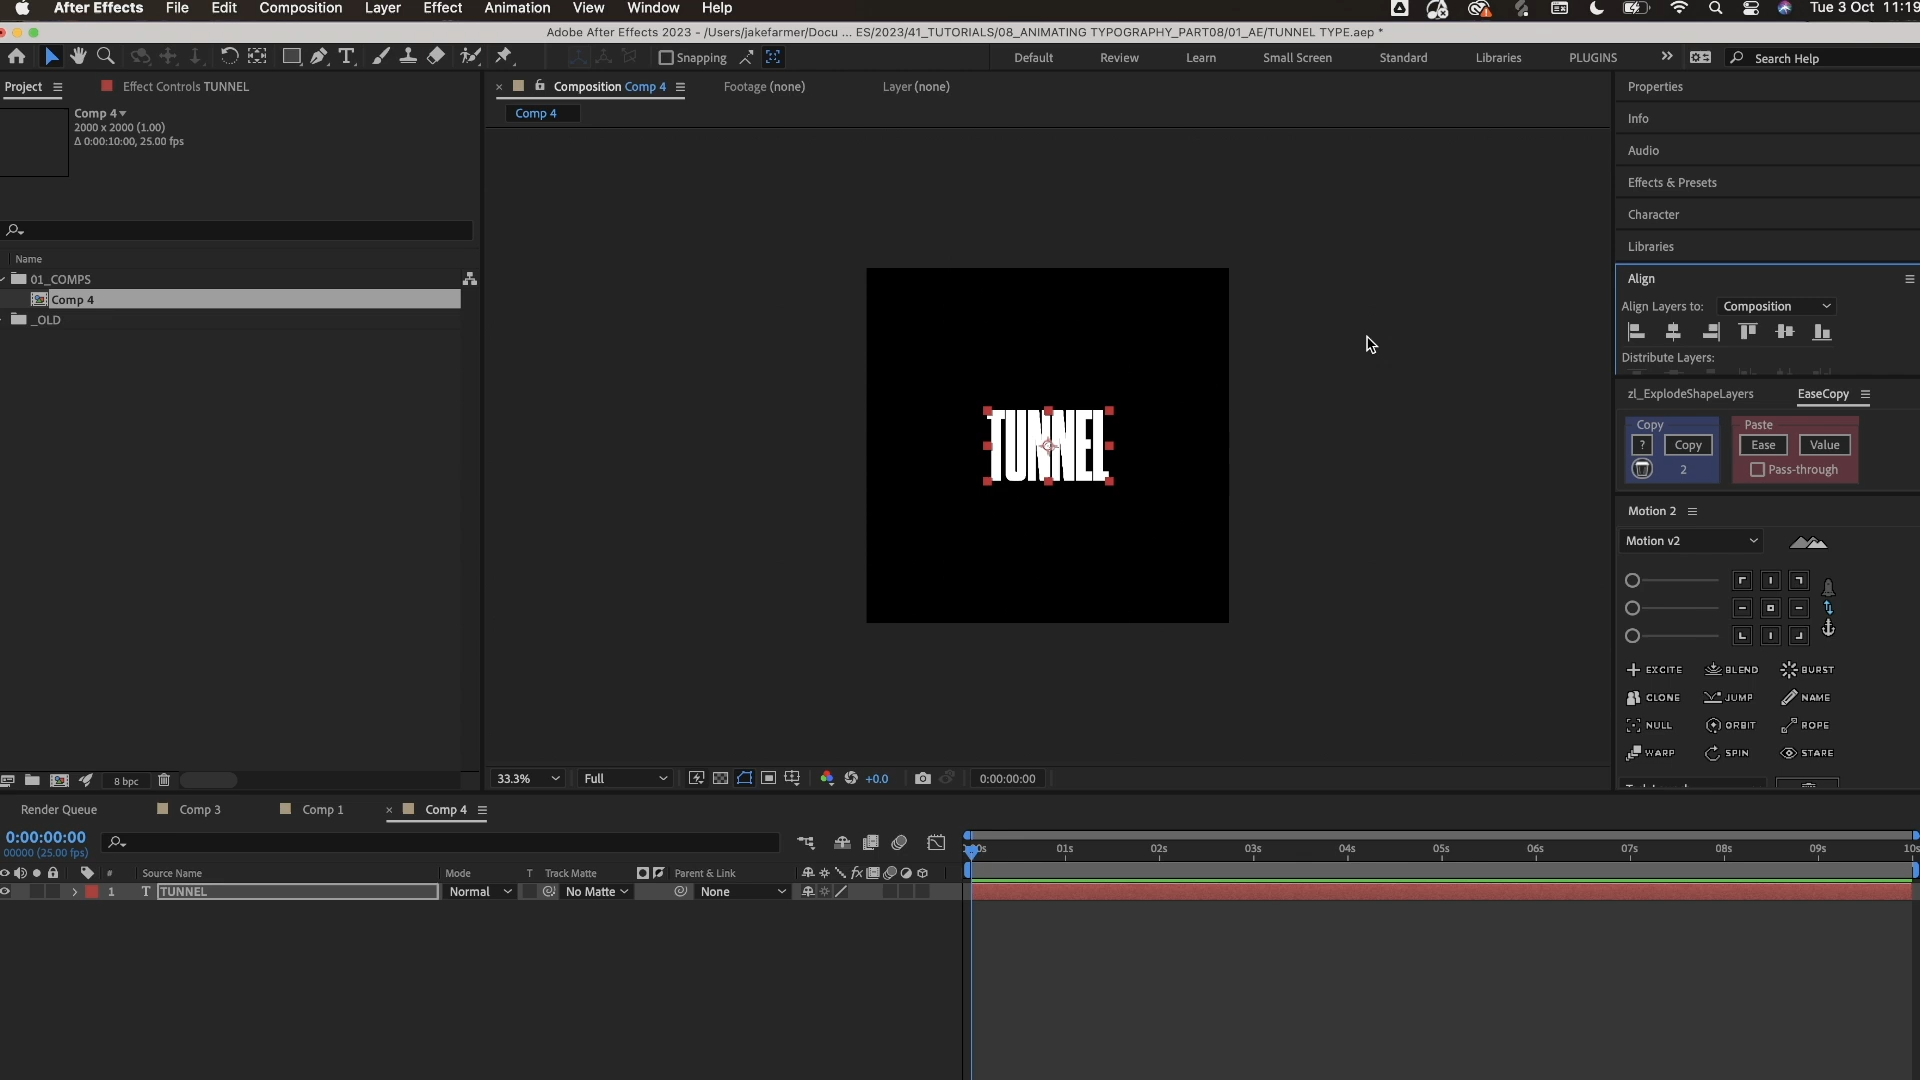 After Effects File Edit Composition Layer Effect Animation View Window Help Tue 3 Oct 11:19
Adobe After Effects 2023 - /Users/jakefarmer/Docu ... ES/2023/41_TUTORIALS/08_ANIMATING TYPOGRAPHY_PART08/01_AE/TUNNEL TYPE.aep *
Snapping Default Review Learn Small Screen Standard Libraries PLUGINS Search Help
Project Effect Controls TUNNEL Composition Comp 4 Footage (none) Layer (none) Properties
Comp 4
2000 x 2000 (1.00)
Δ 0:00:10:00, 25.00 fps
Comp 4
Info
Audio
Effects & Presets
Character
Libraries
Name
01_COMPS
Comp 4
_OLD
TUNNEL
Align
Align Layers to: Composition
Distribute Layers:
zl_ExplodeShapeLayers EaseCopy
Copy Paste
? Copy Ease Value
2 Pass-through
Motion 2
Motion v2
EXCITE BLEND BURST
CLONE JUMP NAME
NULL ORBIT ROPE
WARP SPIN STARE
8 bpc 33.3% Full +0.0 0:00:00:00
Render Queue Comp 3 Comp 1 Comp 4
0:00:00:00
00000 (25.00 fps)
01s 02s 03s 04s 05s 06s 07s 08s 09s 10s
# Source Name Mode T Track Matte Parent & Link fx
1 T TUNNEL Normal No Matte None